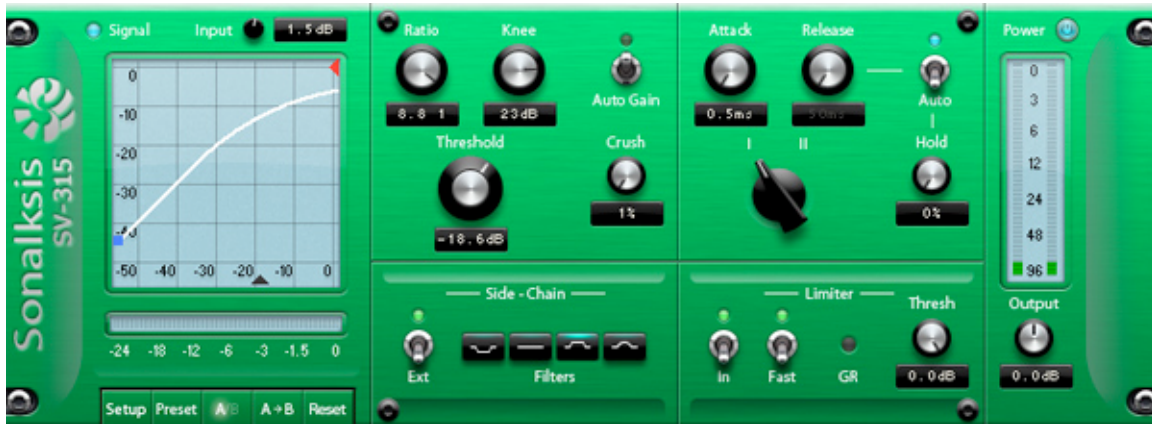 Sonalksis
SV-315
Signal
Input
1.5dB
0
-10
-20
-30
-40
-50 -40 -30 -20 -10 0
-24 -18 -12 -6 -3 -1.5 0
Setup Preset A/B A→B Reset
Ratio
8.8 1
Knee
23dB
Auto Gain
Threshold
-18.6dB
Crush
1%
Attack
0.5ms
Release
50ms
Auto
I II
Hold
0%
Side - Chain
Ext
Filters
Limiter
In
Fast
GR
Thresh
0.0dB
Power
0
3
6
12
24
48
96
Output
0.0dB